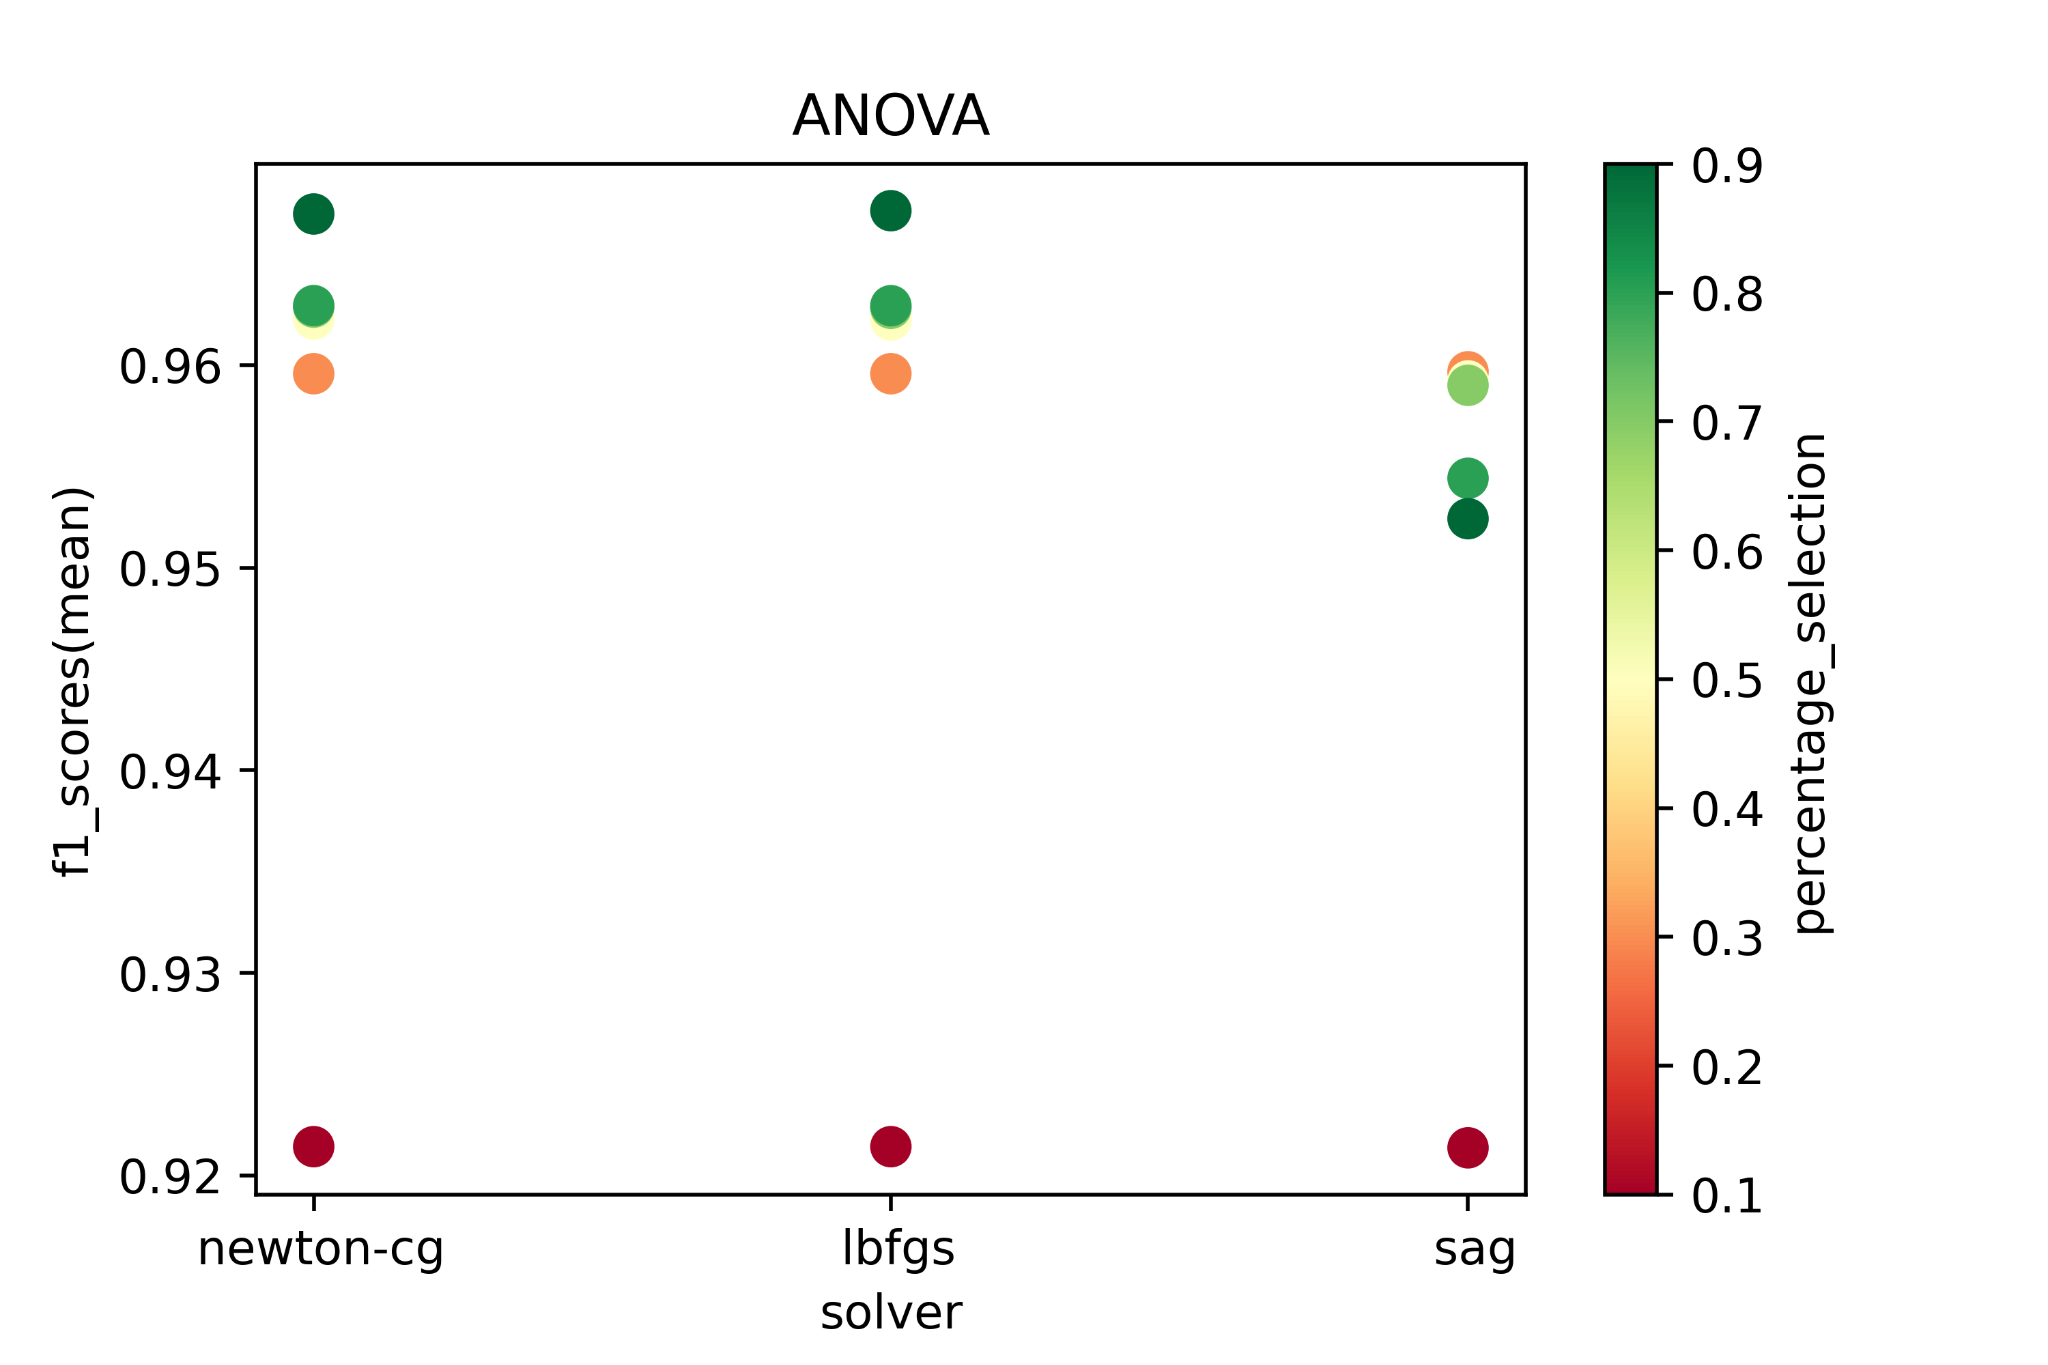 ANOVA
f1_scores(mean)
0.96
0.95
0.94
0.93
0.92
newton-cg
lbfgs
sag
solver
0.9
0.8
0.7
0.6
0.5
0.4
0.3
0.2
0.1
percentage_selection